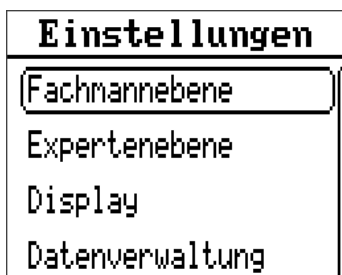 Einstellungen
Fachmannebene
Expertenebene
Display
Datenverwaltung